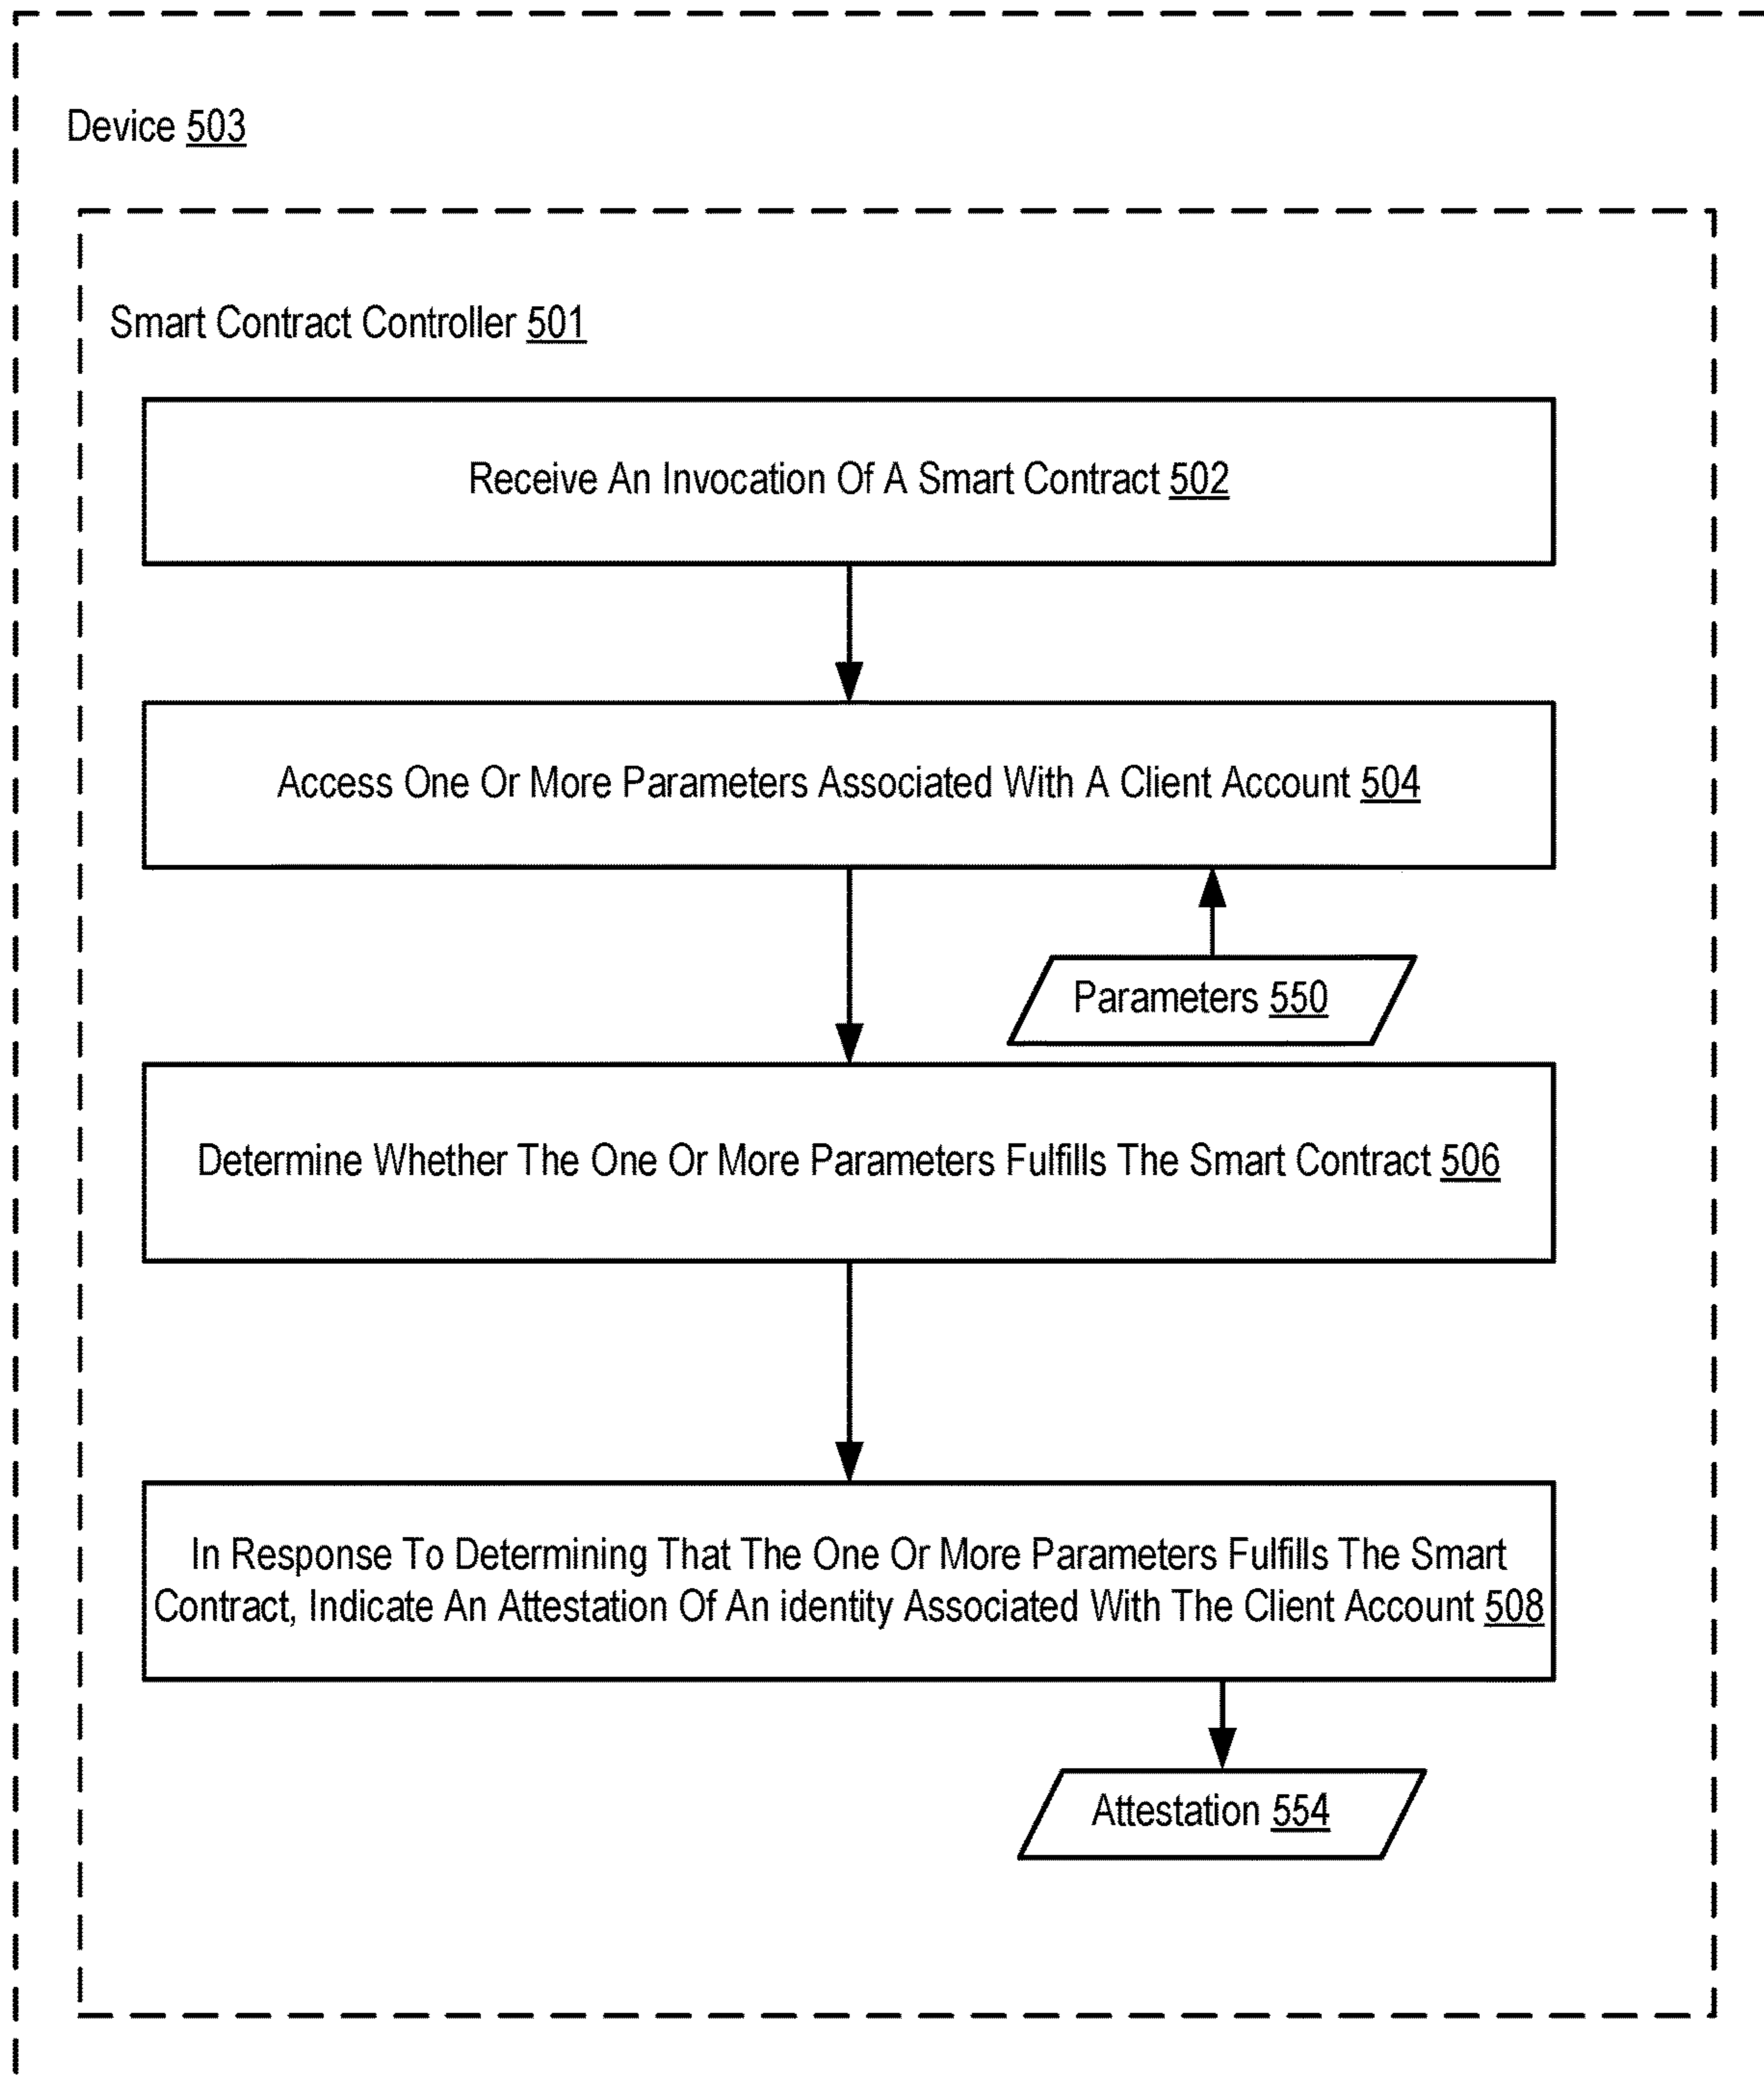 Device 503
Smart Contract Controller 501
Receive An Invocation Of A Smart Contract 502
Access One Or More Parameters Associated With A Client Account 504
Parameters 550
Determine Whether The One Or More Parameters Fulfills The Smart Contract 506
In Response To Determining That The One Or More Parameters Fulfills The Smart
Contract, Indicate An Attestation Of An identity Associated With The Client Account 508
Attestation 554